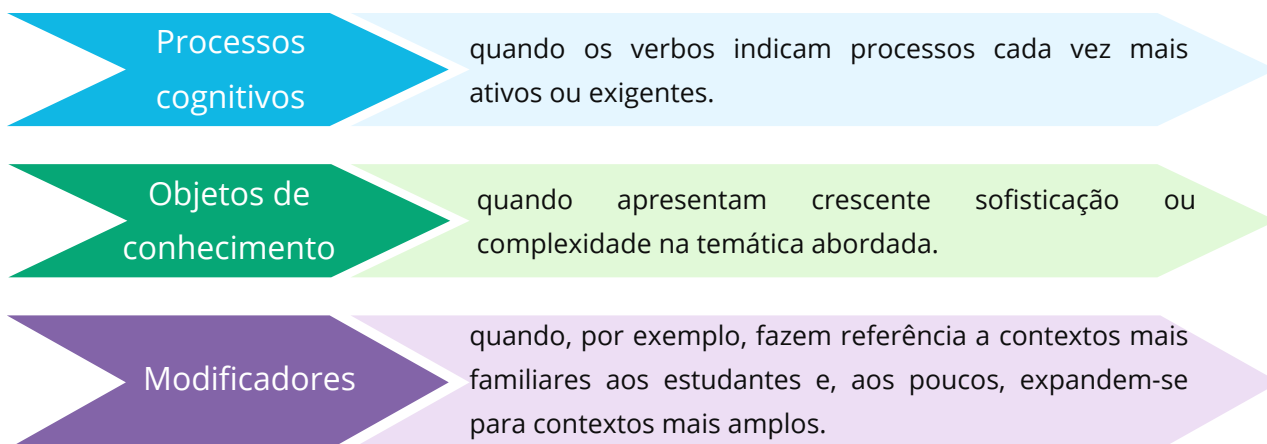 Processos
cognitivos
quando os verbos indicam processos cada vez mais
ativos ou exigentes.
Objetos de
conhecimento
quando apresentam crescente sofisticação ou
complexidade na temática abordada.
Modificadores
quando, por exemplo, fazem referência a contextos mais
familiares aos estudantes e, aos poucos, expandem-se
para contextos mais amplos.